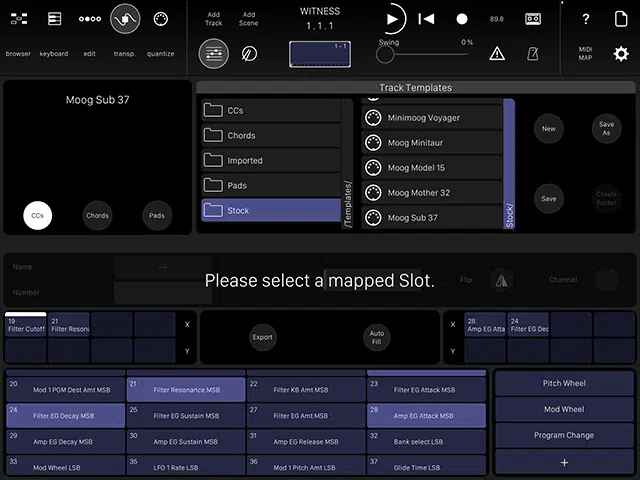 Add Track
Add Scene
WITNESS
1.1.1
89.8
?
browser
keyboard
edit
transp.
quantize
1 - 1
Swing
0 %
MIDI MAP
Moog Sub 37
CCs
Chords
Pads
Track Templates
CCs
Chords
Imported
Pads
Stock
/Templates/
Minimoog Voyager
Moog Minitaur
Moog Model 15
Moog Mother 32
Moog Sub 37
Stock/
New
Save As
Save
Create Folder
Name
Number
Please select a mapped Slot.
Flip
Channel
19
Filter Cutoff
21
Filter Resona
X
Y
Export
Auto Fill
X
Y
28
Amp EG Attac
24
Filter EG Dec
20
Mod 1 PGM Dest Amt MSB
21
Filter Resonance MSB
22
Filter KB Amt MSB
23
Filter EG Attack MSB
24
Filter EG Decay MSB
25
Filter EG Sustain MSB
27
Filter EG Amt MSB
28
Amp EG Attack MSB
29
Amp EG Decay MSB
30
Amp EG Sustain MSB
31
Amp EG Release MSB
32
Bank select LSB
33
Mod Wheel LSB
35
LFO 1 Rate LSB
36
Mod 1 Pitch Amt LSB
37
Glide Time LSB
Pitch Wheel
Mod Wheel
Program Change
+